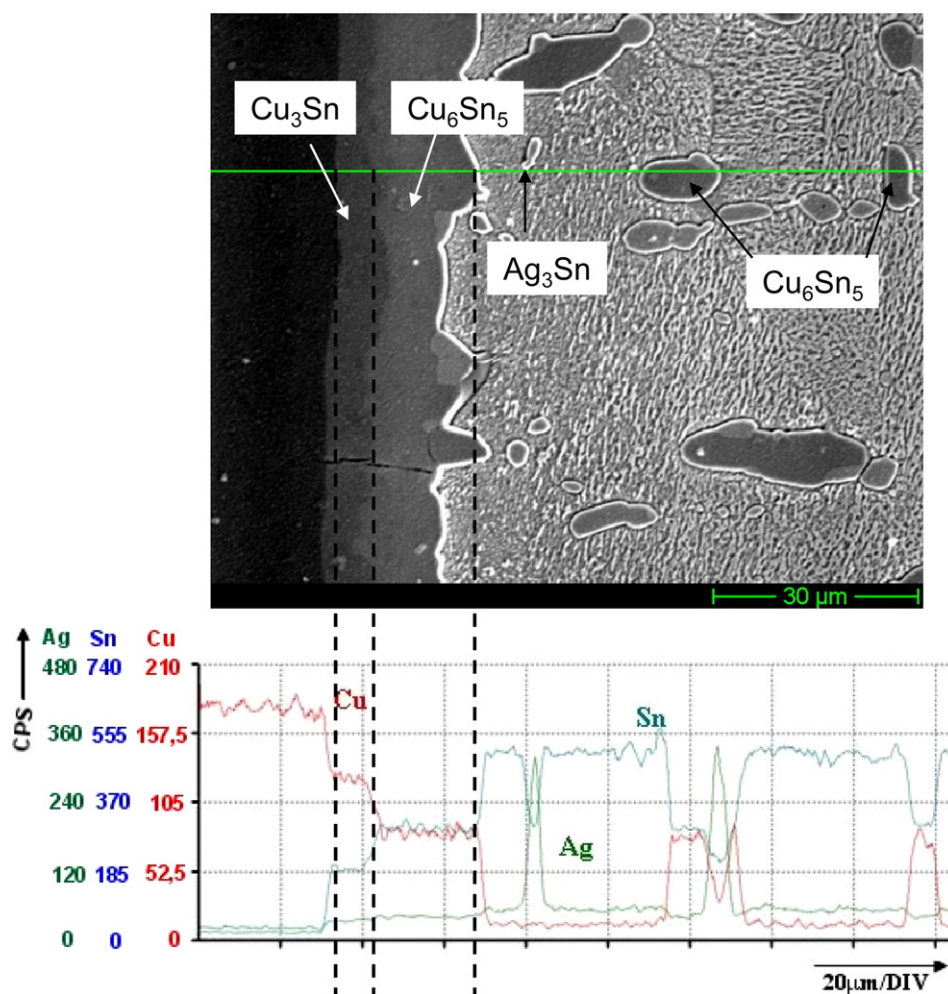 Cu₃Sn
Cu₆Sn₅
Ag₃Sn
Cu₆Sn₅
30 µm
CPS
Ag Sn Cu
480 740 210
360 555 157,5
240 370 105
120 185 52,5
0 0 0
Cu
Sn
Ag
20µm/DIV